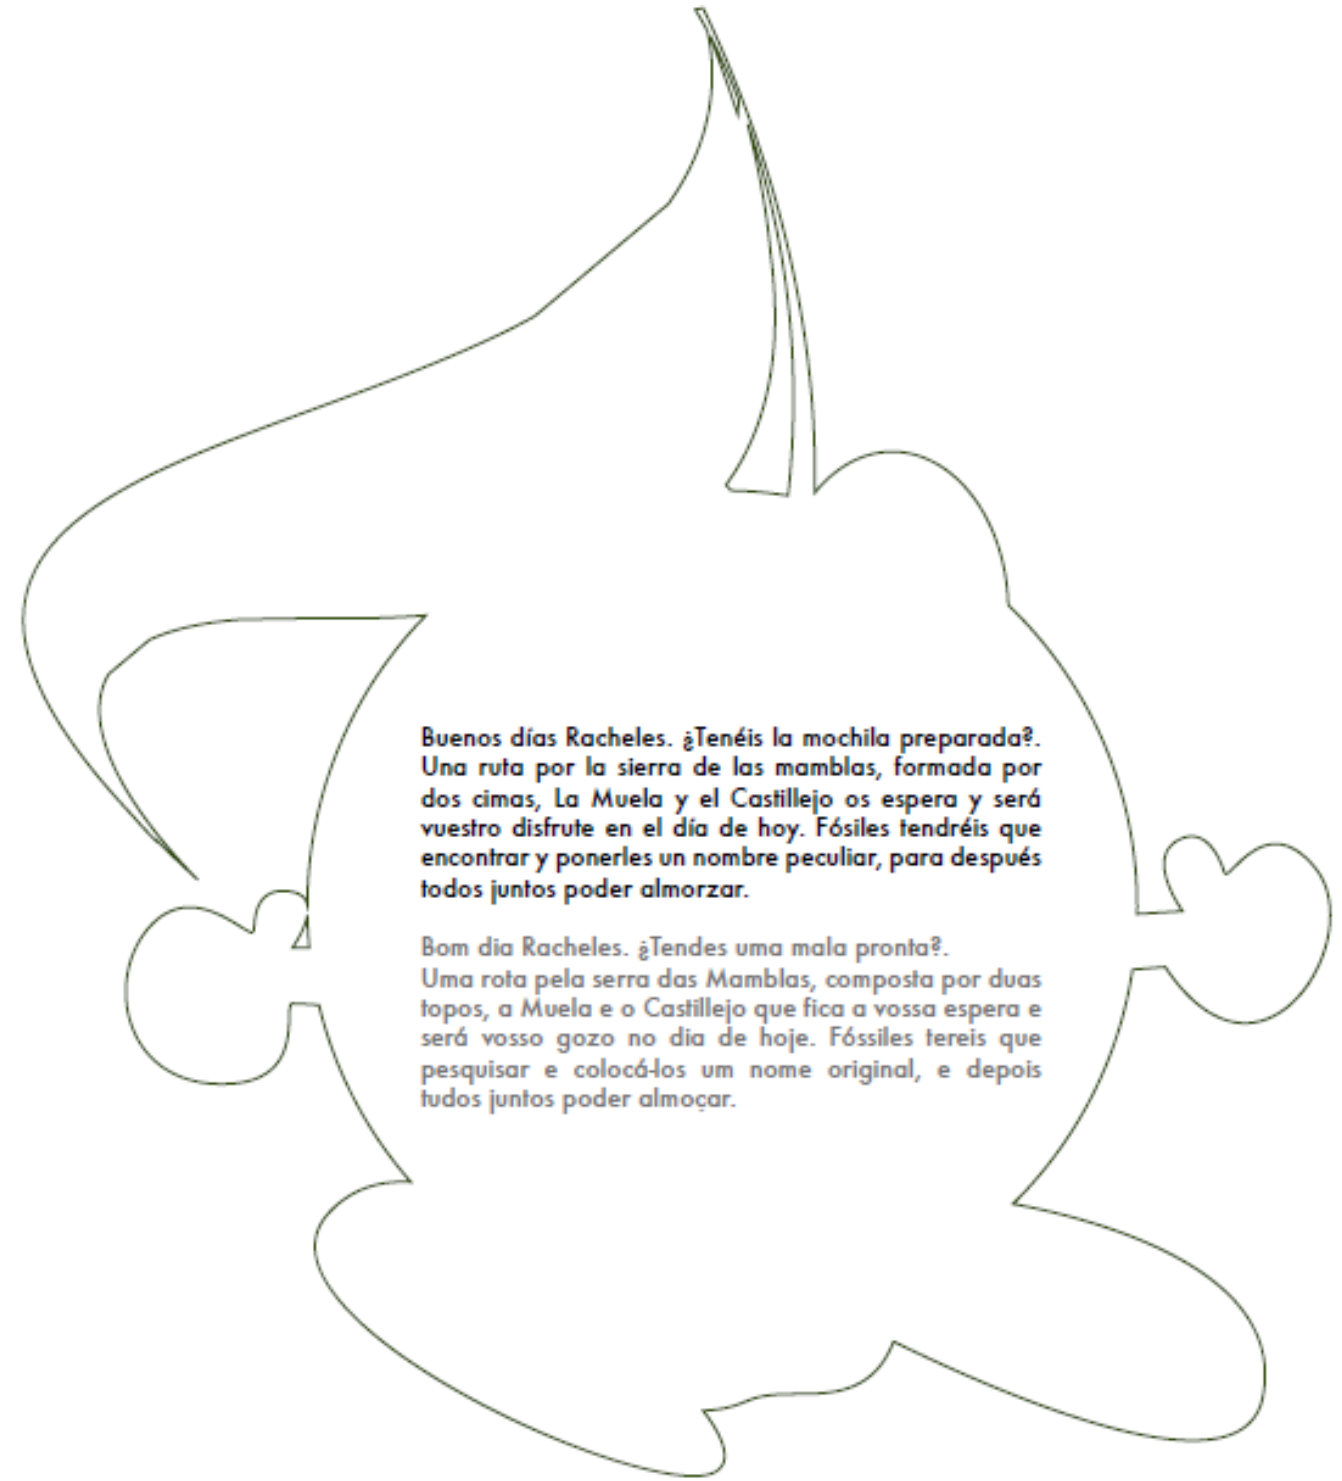 Buenos días Racheles. ¿Tenéis la mochila preparada?.
Una ruta por la sierra de las mamblas, formada por
dos cimas, La Muela y el Castillejo os espera y será
vuestro disfrute en el día de hoy. Fósiles tendréis que
encontrar y ponerles un nombre peculiar, para después
todos juntos poder almorzar.
Bom dia Racheles. ¿Tendes uma mala pronta?.
Uma rota pela serra das Mamblas, composta por duas
topos, a Muela e o Castillejo que fica a vossa espera e
será vosso gozo no dia de hoje. Fóssiles tereis que
pesquisar e colocá-los um nome original, e depois
tudos juntos poder almoçar.